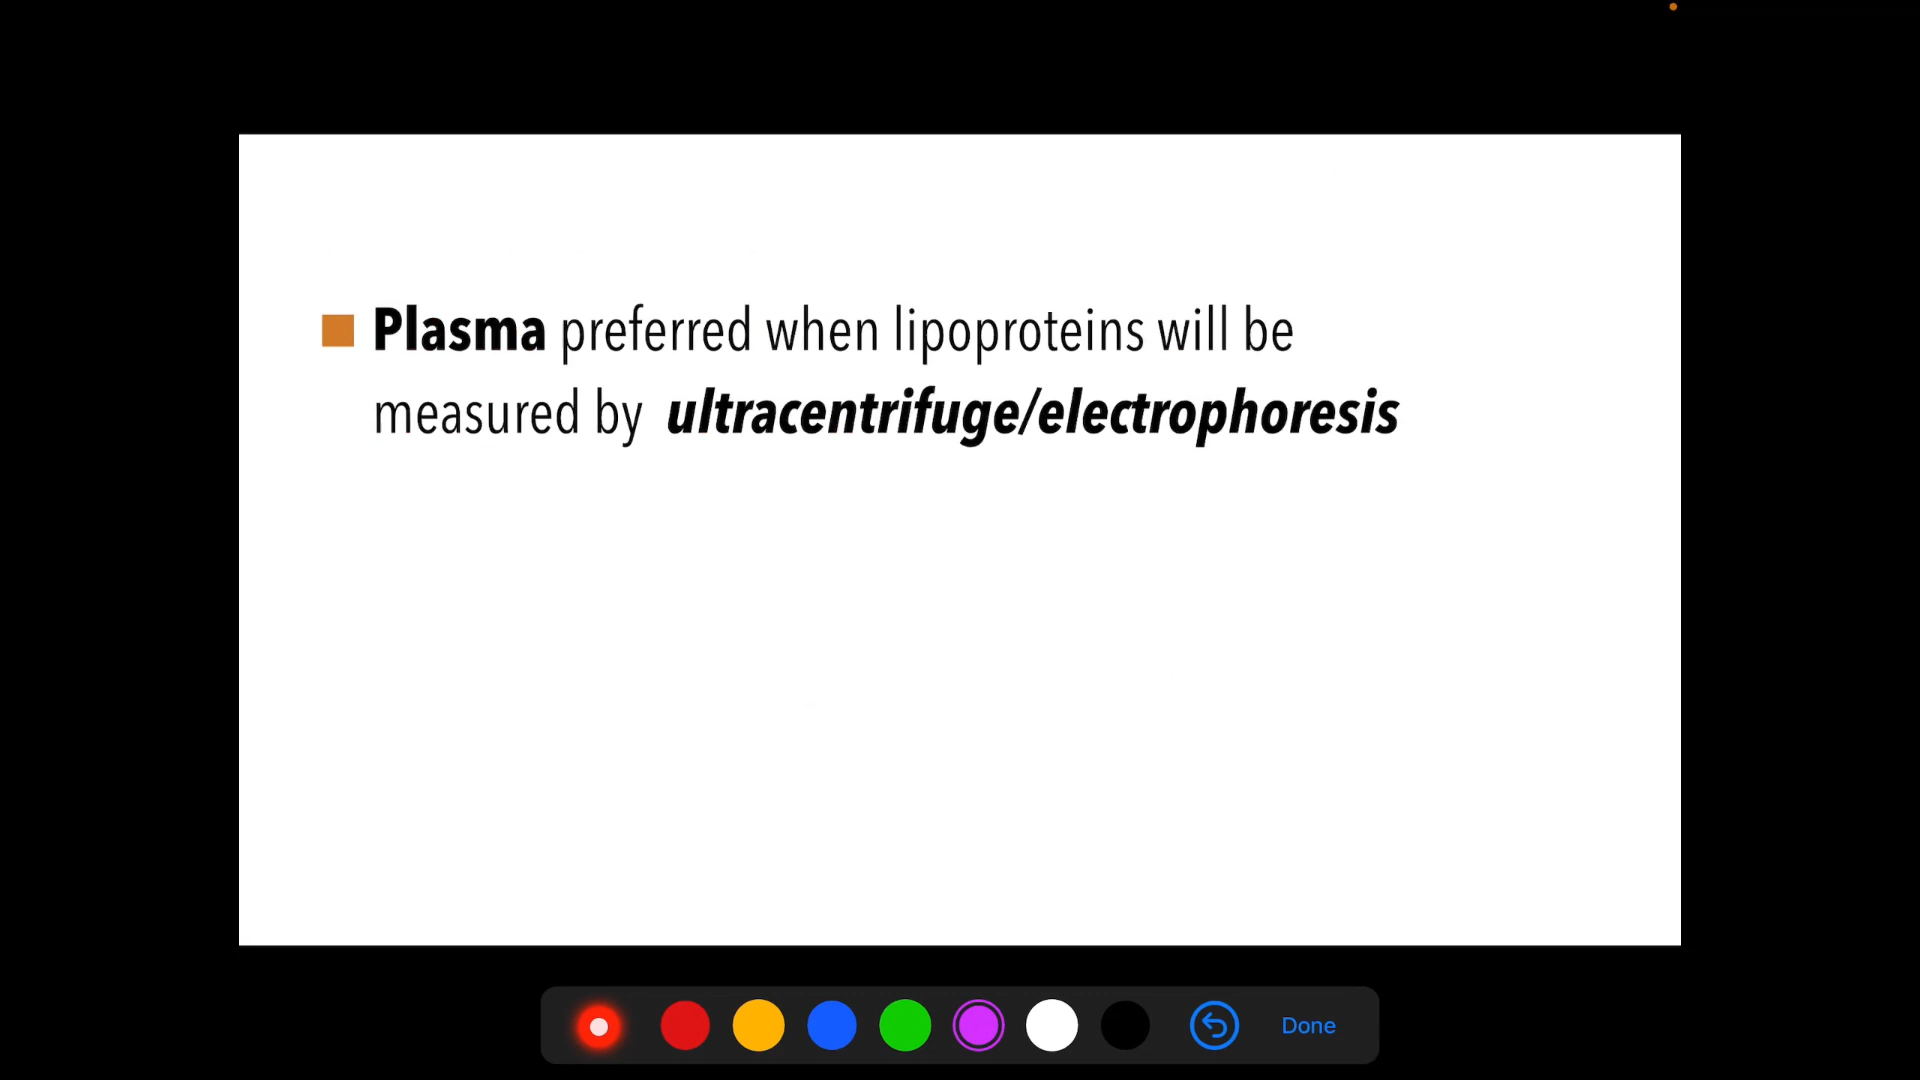 Plasma preferred when lipoproteins will be
measured by ultracentrifuge/electrophoresis
Done